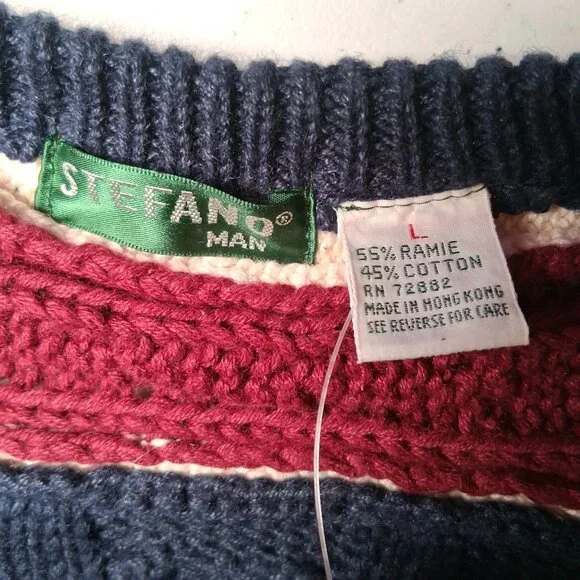 STEFANO®
MAN
L
55% RAMIE
45% COTTON
RN 72882
MADE IN HONG KONG
SEE REVERSE FOR CARE